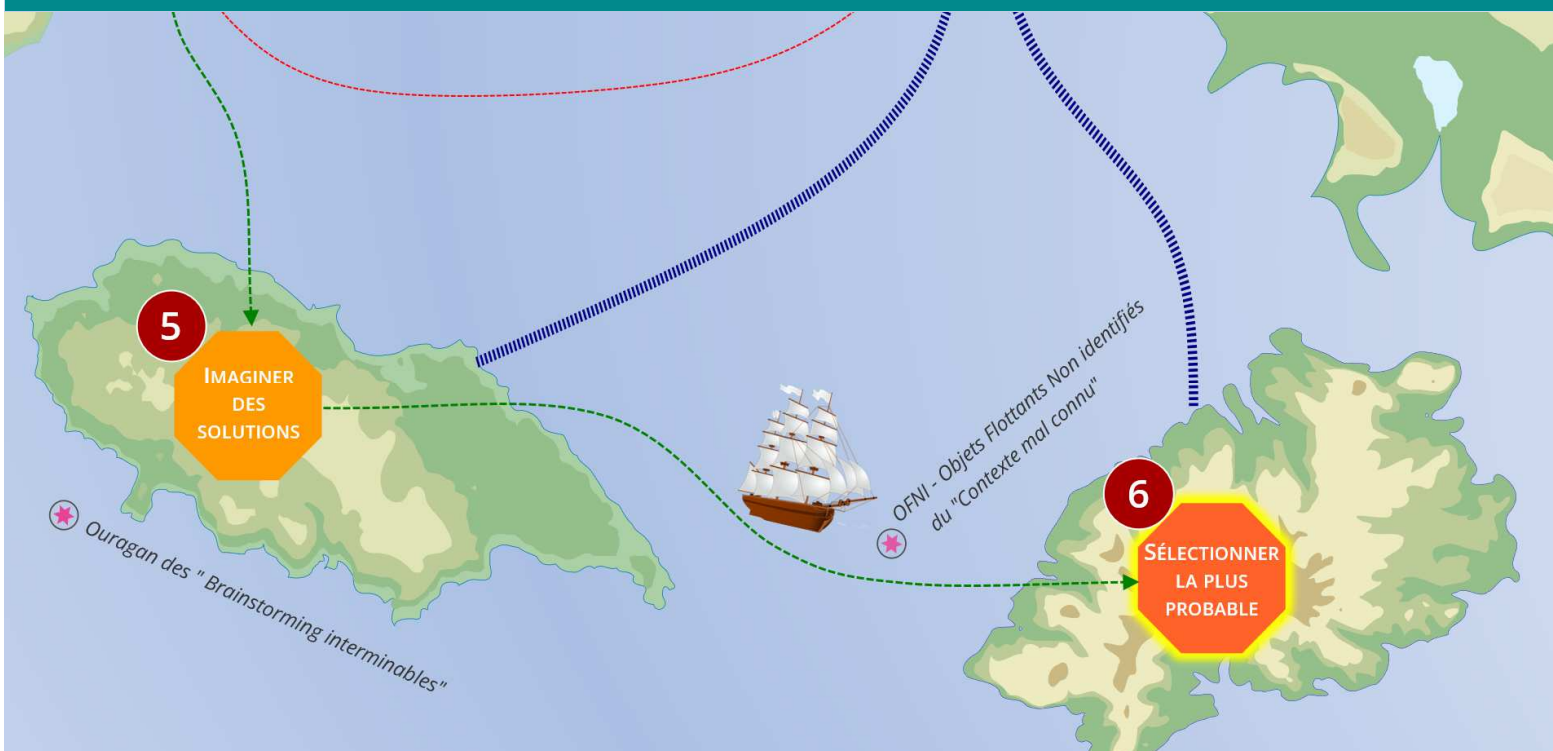 5
IMAGINER
DES
SOLUTIONS
Ouragan des " Brainstorming interminables"
OFNI - Objets Flottants Non identifiés
du "Contexte mal connu"
6
SÉLECTIONNER
LA PLUS
PROBABLE